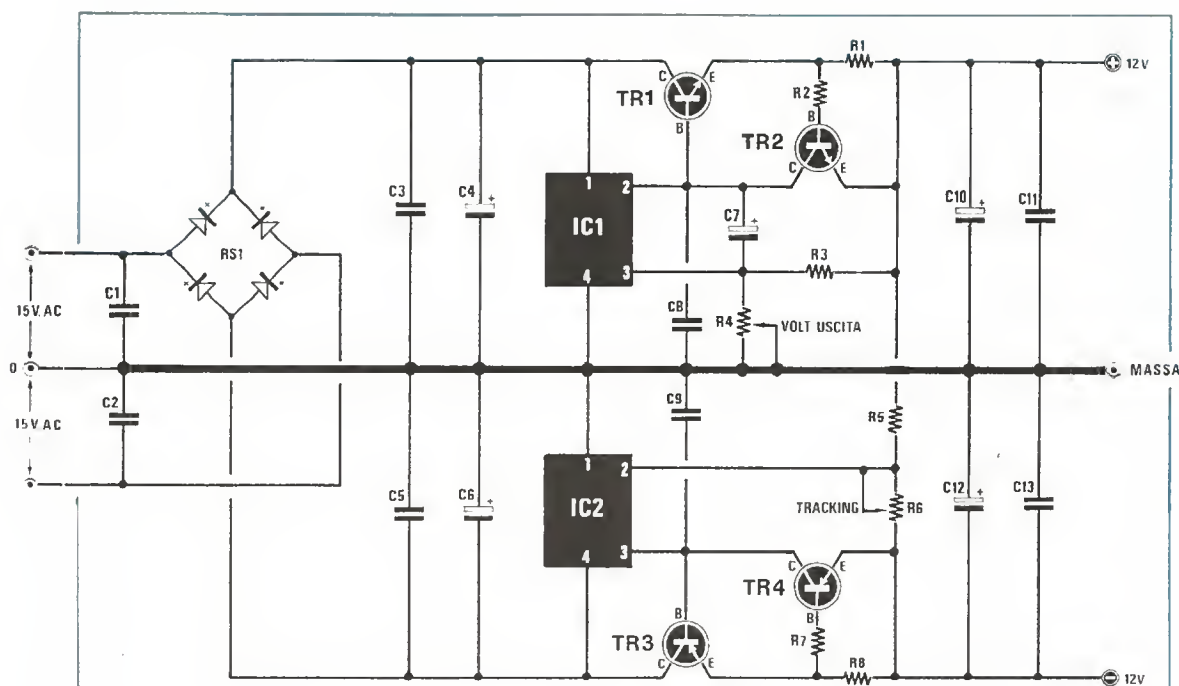 R1
12V
C
E
TR1
R2
B
B
TR2
C
E
C3
C4
+
1
2
IC1
3
4
C7
+
R3
C10
+
C11
RS1
15V. AC
C1
C8
R4
VOLT USCITA
0
MASSA
15V. AC
C2
C9
R5
1
2
IC2
3
4
TRACKING
R6
C5
C6
+
C12
+
C13
C
E
TR4
B
B
TR3
R7
C
E
R8
12V